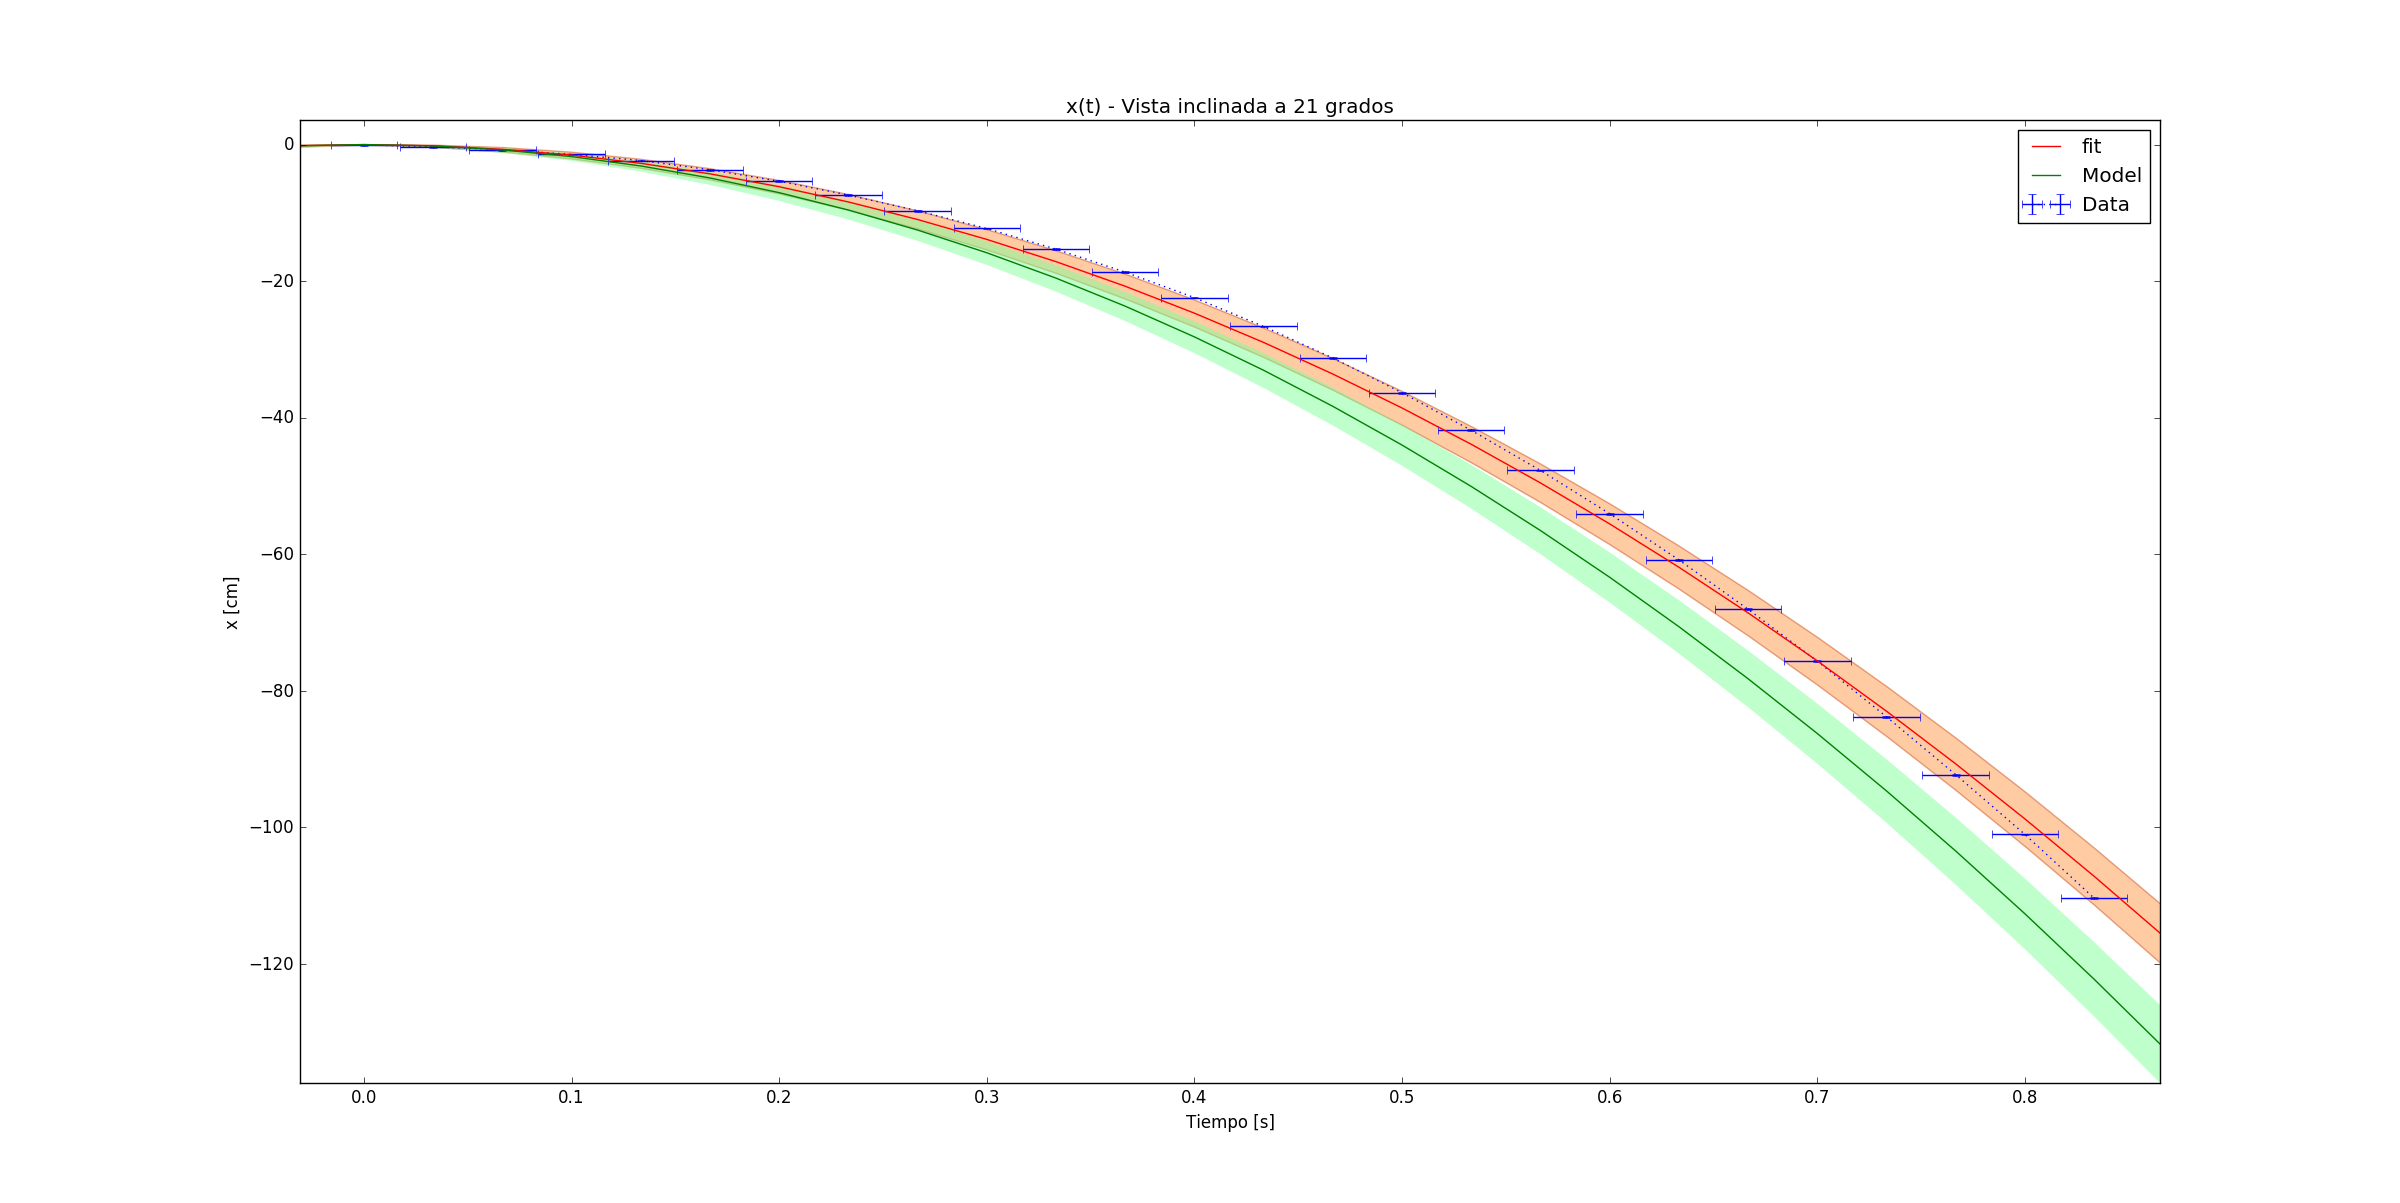 x(t) - Vista inclinada a 21 grados
fit
Model
Data
0
−20
−40
−60
−80
−100
−120
x [cm]
0.0 0.1 0.2 0.3 0.4 0.5 0.6 0.7 0.8
Tiempo [s]